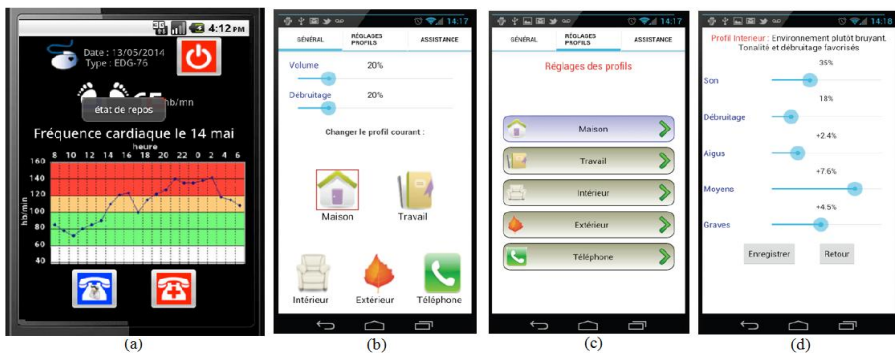 4:12 PM
Date : 13/05/2014
Type : EDG-76
hb/mn
état de repos
Fréquence cardiaque le 14 mai
heure
8 10 12 14 16 18 20 22 0 2 4 6
160
140
120
100
80
60
40
hb/min
(a)
14:17
GÉNÉRAL
RÉGLAGES PROFILS
ASSISTANCE
Volume 20%
Débruitage 20%
Changer le profil courant :
Maison
Travail
Intérieur
Extérieur
Téléphone
(b)
14:17
GÉNÉRAL
RÉGLAGES PROFILS
ASSISTANCE
Réglages des profils
Maison
Travail
Intérieur
Extérieur
Téléphone
(c)
14:18
Profil Interieur : Environnement plutôt bruyant.
Tonalité et débruitage favorisés
35%
Son
18%
Débruitage
+2.4%
Aigus
+7.6%
Moyens
+4.5%
Graves
Enregistrer Retour
(d)